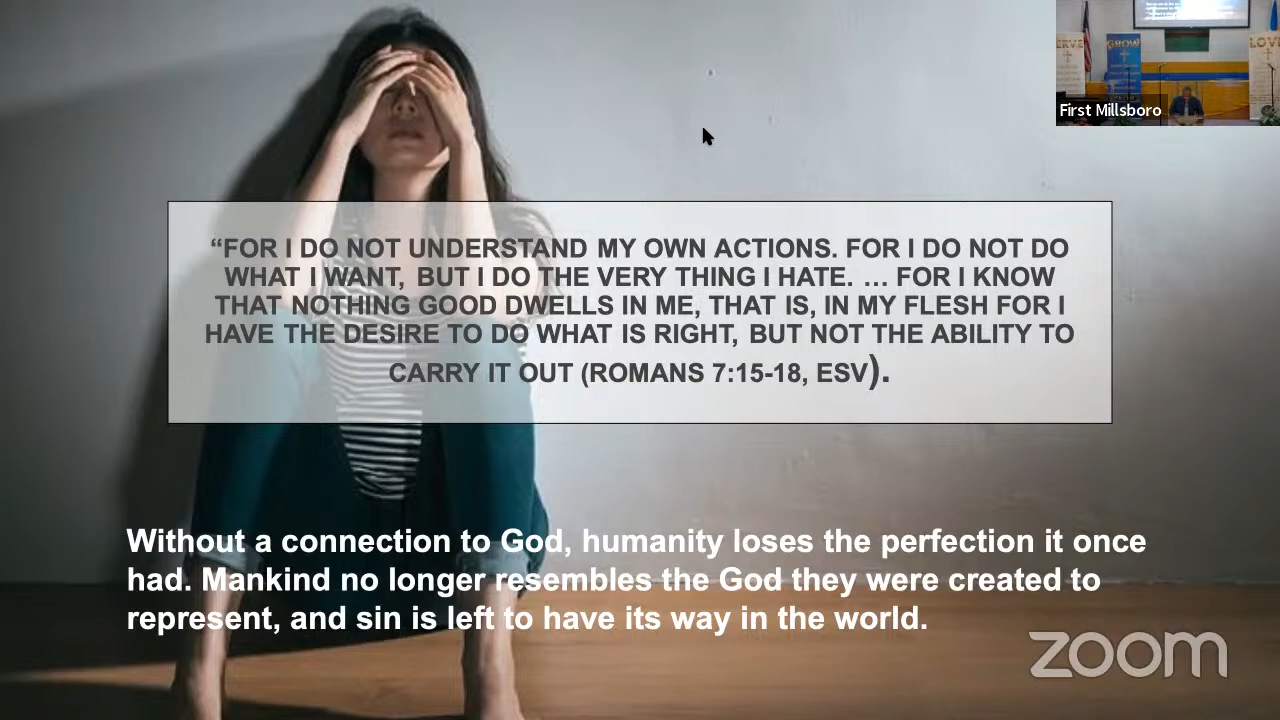 ERVE
GROW
LOV
First Millsboro
“FOR I DO NOT UNDERSTAND MY OWN ACTIONS. FOR I DO NOT DO
WHAT I WANT, BUT I DO THE VERY THING I HATE. … FOR I KNOW
THAT NOTHING GOOD DWELLS IN ME, THAT IS, IN MY FLESH FOR I
HAVE THE DESIRE TO DO WHAT IS RIGHT, BUT NOT THE ABILITY TO
CARRY IT OUT (ROMANS 7:15-18, ESV).
Without a connection to God, humanity loses the perfection it once
had. Mankind no longer resembles the God they were created to
represent, and sin is left to have its way in the world.
zoom